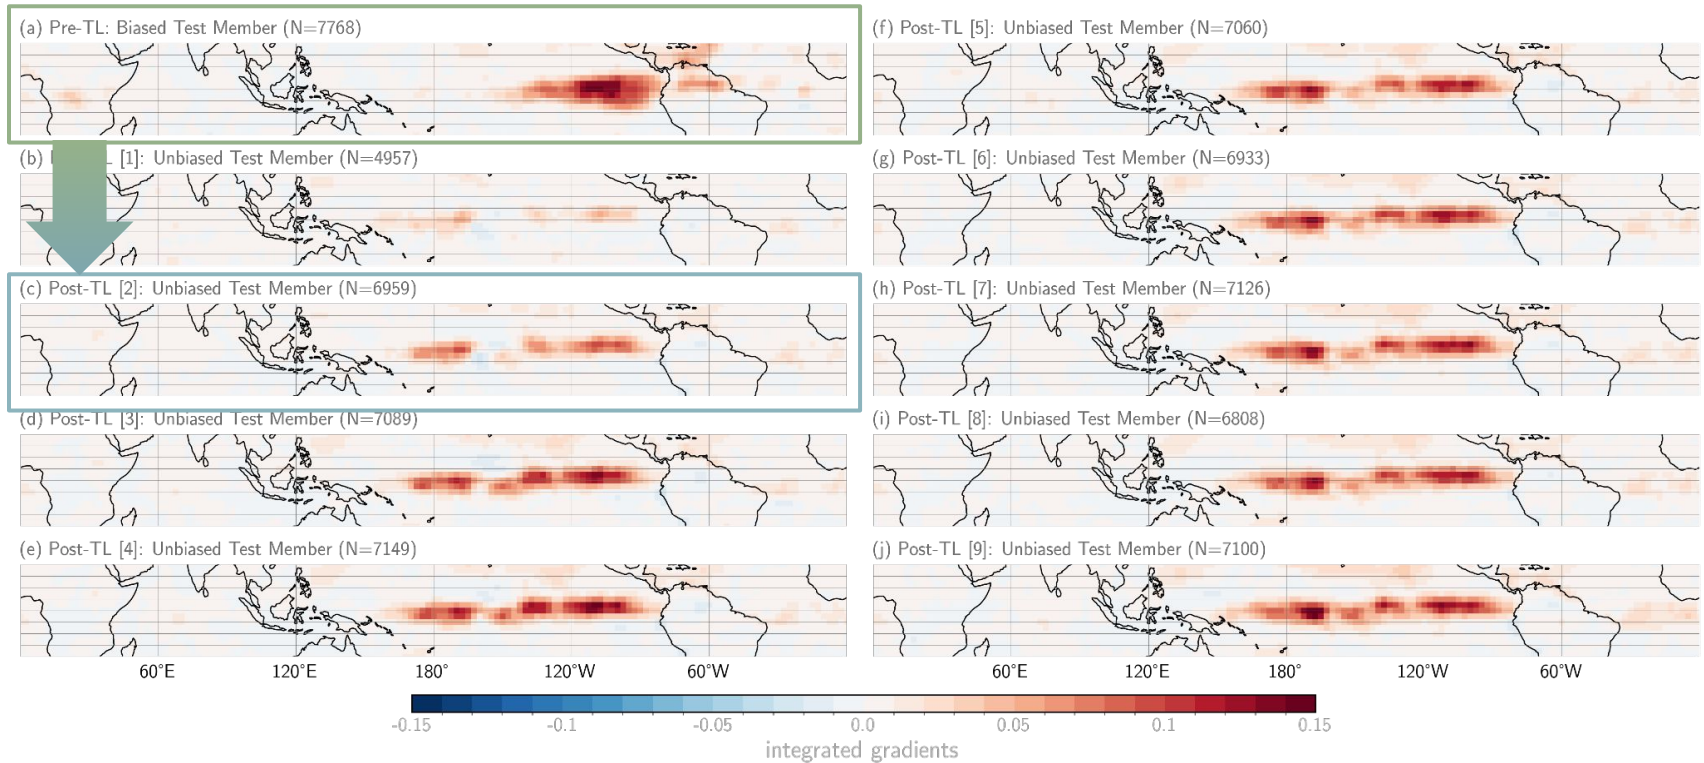 (a) Pre-TL: Biased Test Member (N=7768)
(b) [1]: Unbiased Test Member (N=4957)
(c) Post-TL [2]: Unbiased Test Member (N=6959)
(d) Post-TL [3]: Unbiased Test Member (N=7089)
(e) Post-TL [4]: Unbiased Test Member (N=7149)
60°E 120°E 180° 120°W 60°W
(f) Post-TL [5]: Unbiased Test Member (N=7060)
(g) Post-TL [6]: Unbiased Test Member (N=6933)
(h) Post-TL [7]: Unbiased Test Member (N=7126)
(i) Post-TL [8]: Unbiased Test Member (N=6808)
(j) Post-TL [9]: Unbiased Test Member (N=7100)
60°E 120°E 180° 120°W 60°W
-0.15 -0.1 -0.05 0.0 0.05 0.1 0.15
integrated gradients